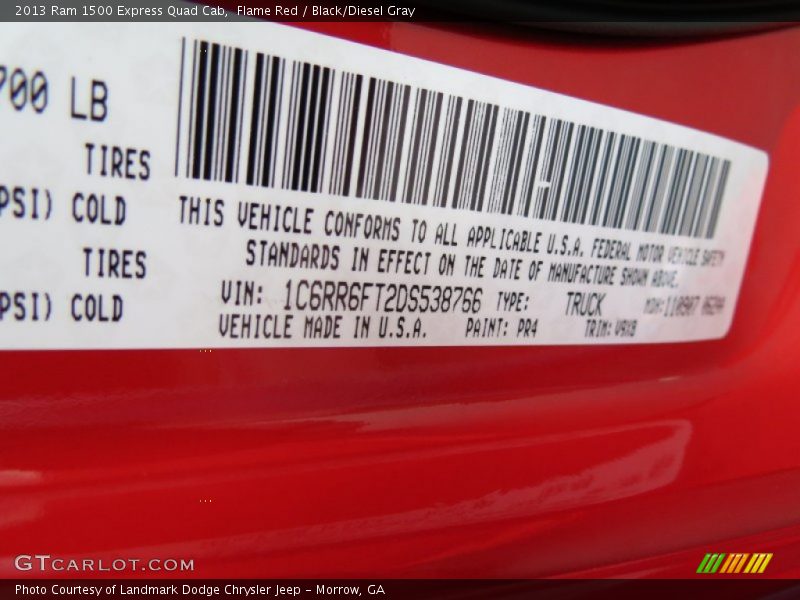 2013 Ram 1500 Express Quad Cab, Flame Red / Black/Diesel Gray
700 LB
TIRES
PSI) COLD
TIRES
PSI) COLD
THIS VEHICLE CONFORMS TO ALL APPLICABLE U.S.A. FEDERAL MOTOR VEHICLE SAFETY
STANDARDS IN EFFECT ON THE DATE OF MANUFACTURE SHOWN ABOVE.
VIN: 1C6RR6FT2DS538766 TYPE: TRUCK
VEHICLE MADE IN U.S.A. PAINT: PR4 TRIM: V9X8
GTCARLOT.COM
Photo Courtesy of Landmark Dodge Chrysler Jeep - Morrow, GA